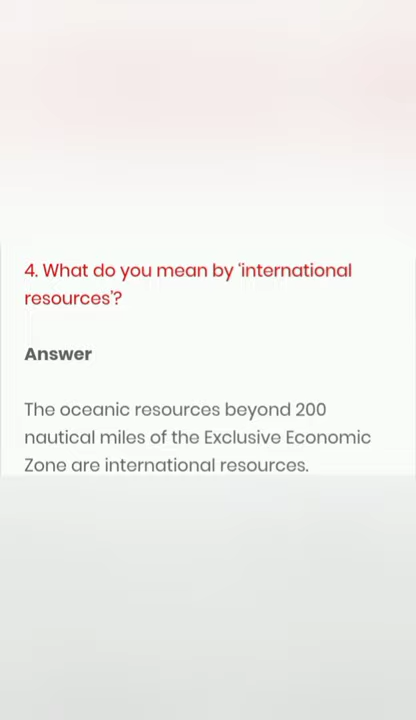 4. What do you mean by ‘international
resources’?
Answer
The oceanic resources beyond 200
nautical miles of the Exclusive Economic
Zone are international resources.